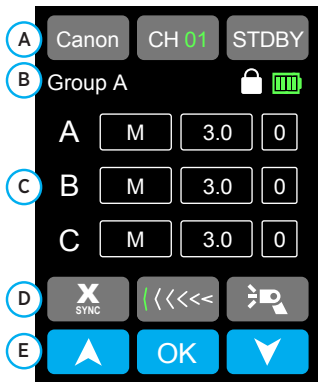 A Canon CH 01 STDBY
B Group A
A M 3.0 0
C B M 3.0 0
C M 3.0 0
D X SYNC
E OK